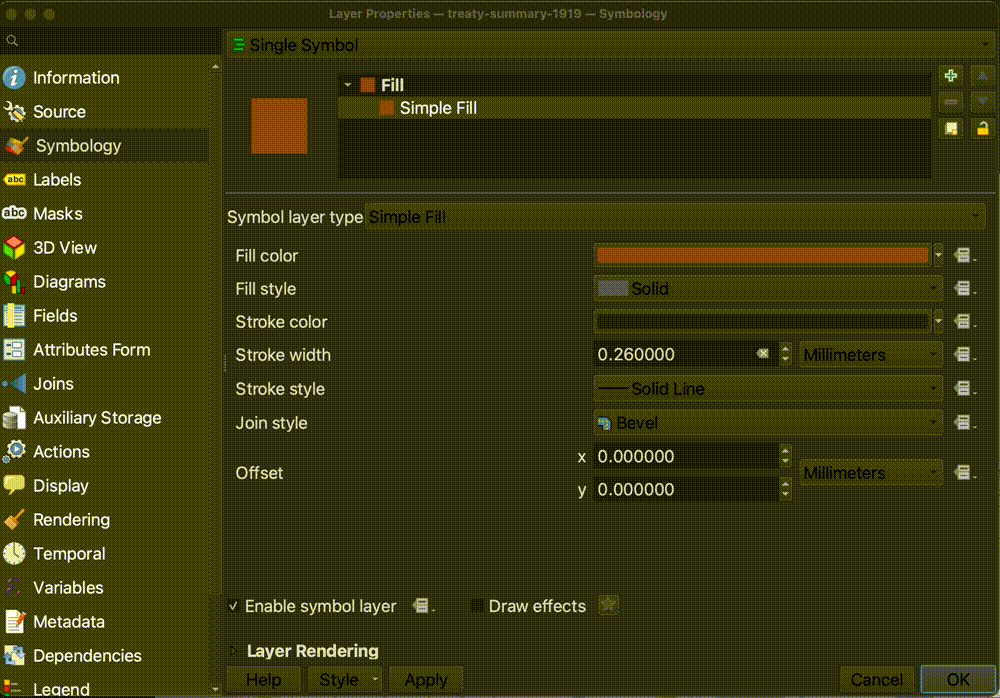 Layer Properties — treaty-summary-1919 — Symbology
Single Symbol
Information
Source
Symbology
abc Labels
abc Masks
3D View
Diagrams
Fields
Attributes Form
Joins
Auxiliary Storage
Actions
Display
Rendering
Temporal
Variables
Metadata
Dependencies
Legend
Fill
Simple Fill
Symbol layer type Simple Fill
Fill color
Fill style Solid
Stroke color
Stroke width 0.260000 Millimeters
Stroke style Solid Line
Join style Bevel
Offset x 0.000000 Millimeters
y 0.000000
Enable symbol layer Draw effects
Layer Rendering
Help Style Apply Cancel OK